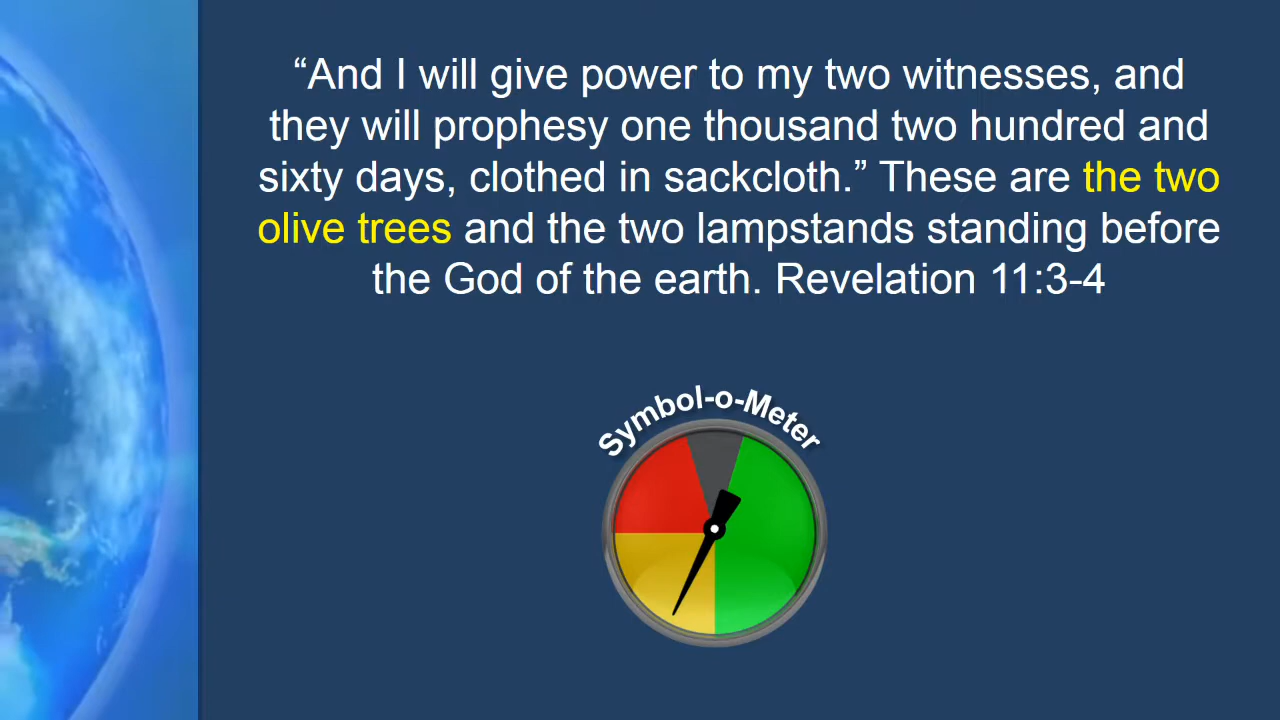 “And I will give power to my two witnesses, and
they will prophesy one thousand two hundred and
sixty days, clothed in sackcloth.” These are the two
olive trees and the two lampstands standing before
the God of the earth. Revelation 11:3-4
Symbol-o-Meter